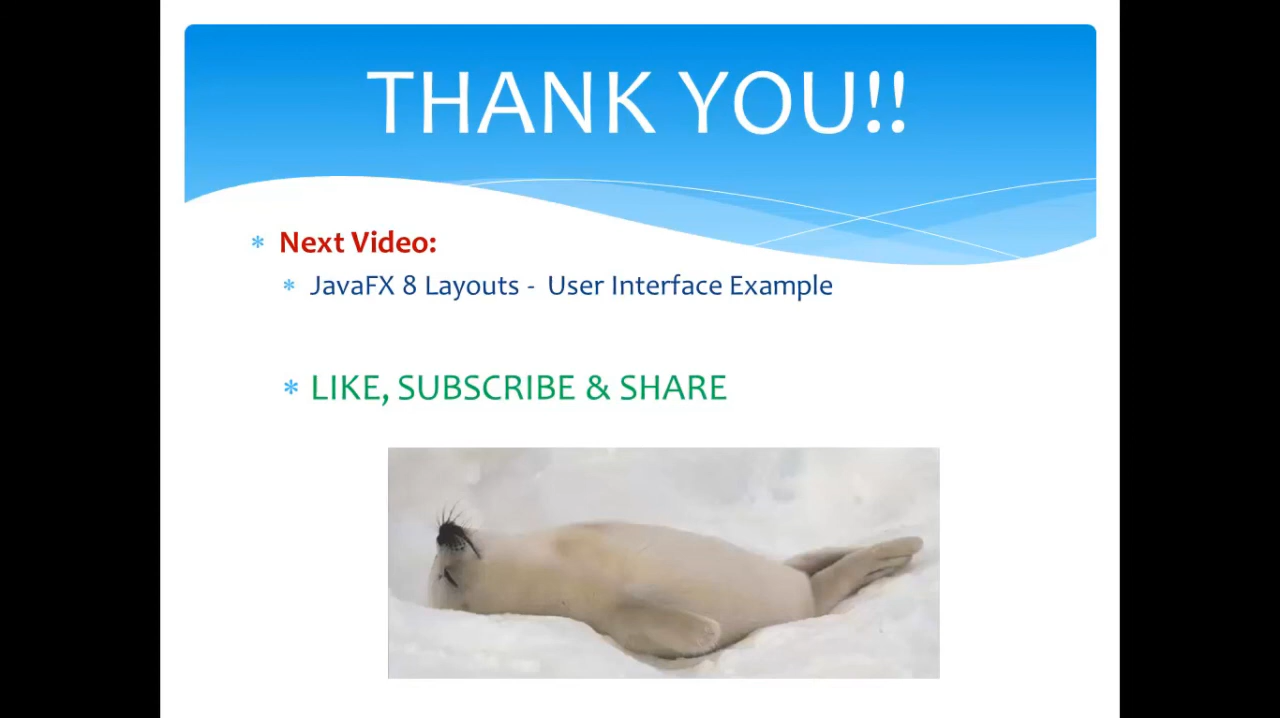 THANK YOU!!
Next Video:
JavaFX 8 Layouts - User Interface Example
LIKE, SUBSCRIBE & SHARE